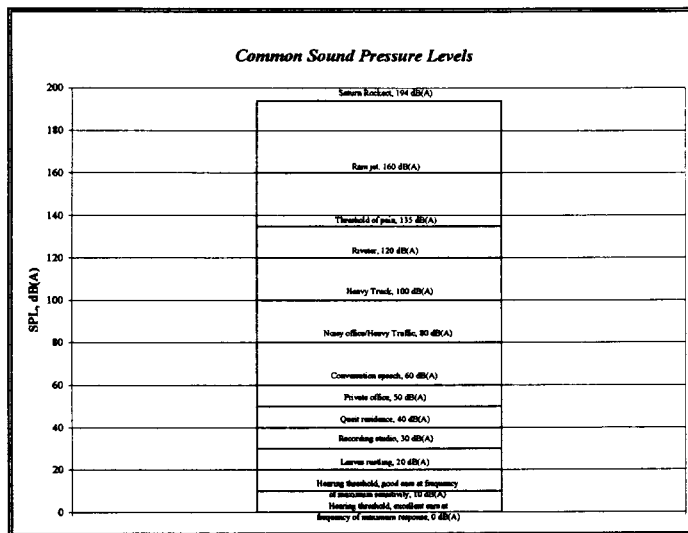 Common Sound Pressure Levels
SPL, dB(A)
200
180
160
140
120
100
80
60
40
20
0
Saturn Rocket, 194 dB(A)
Ram jet, 160 dB(A)
Threshold of pain, 135 dB(A)
Riveter, 120 dB(A)
Heavy Truck, 100 dB(A)
Noisy office/Heavy Traffic, 80 dB(A)
Conversation speech, 60 dB(A)
Private office, 50 dB(A)
Quiet residence, 40 dB(A)
Recording studio, 30 dB(A)
Leaves rustling, 20 dB(A)
Hearing threshold, good ears at frequency
of maximum sensitivity, 10 dB(A)
Hearing threshold, excellent ears at
frequency of maximum response, 0 dB(A)